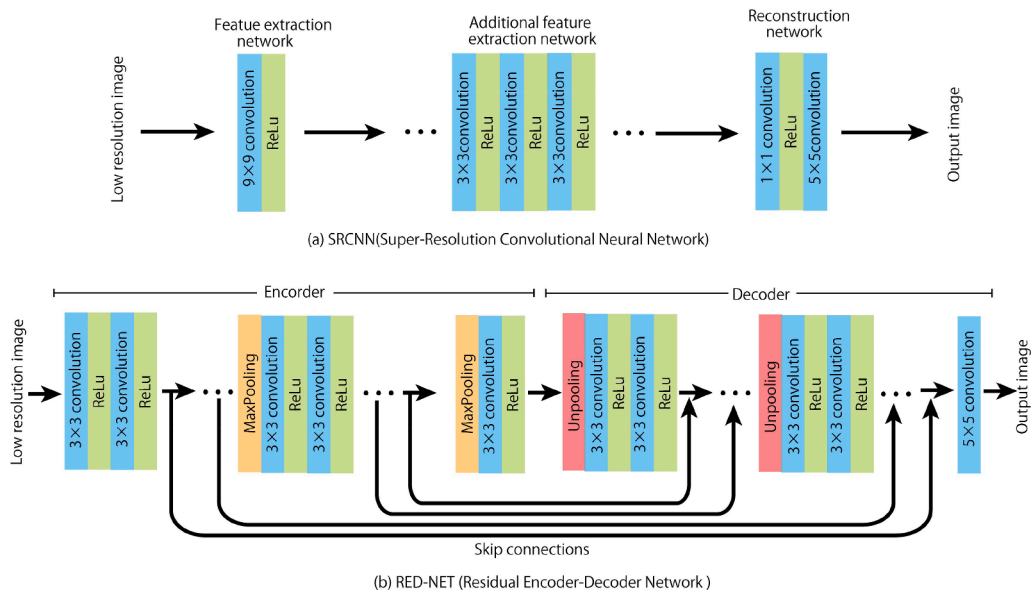 Featue extraction
network
Additional feature
extraction network
Reconstruction
network
Low resolution image
9×9 convolution
ReLu
3×3convolution
ReLu
3×3convolution
ReLu
3×3convolution
ReLu
1×1 convolution
ReLu
5×5convolution
Output image
(a) SRCNN(Super-Resolution Convolutional Neural Network)
Encorder
Decoder
Low resolution image
3×3 convolution
ReLu
3×3 convolution
ReLu
MaxPooling
3×3 convolution
ReLu
3×3 convolution
ReLu
MaxPooling
3×3 convolution
ReLu
Unpooling
3×3 convolution
ReLu
3×3 convolution
ReLu
Unpooling
3×3 convolution
ReLu
3×3 convolution
ReLu
5×5 convolution
Output image
Skip connections
(b) RED-NET (Residual Encoder-Decoder Network )